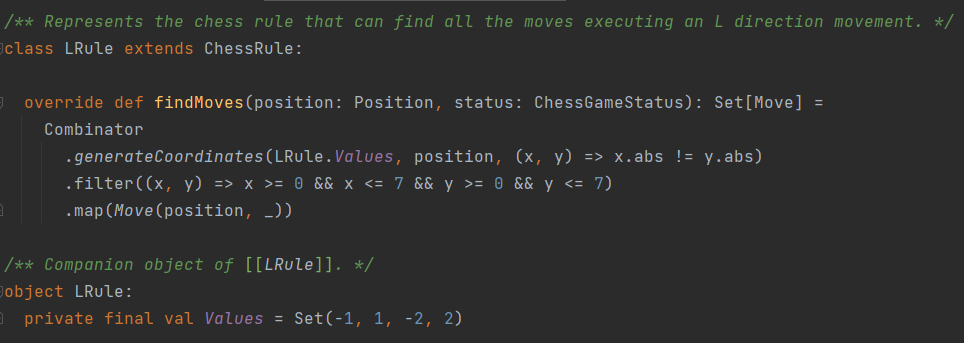 /** Represents the chess rule that can find all the moves executing an L direction movement. */
class LRule extends ChessRule:
override def findMoves(position: Position, status: ChessGameStatus): Set[Move] =
Combinator
.generateCoordinates(LRule.Values, position, (x, y) => x.abs != y.abs)
.filter((x, y) => x >= 0 && x <= 7 && y >= 0 && y <= 7)
.map(Move(position, _))
/** Companion object of [[LRule]]. */
object LRule:
private final val Values = Set(-1, 1, -2, 2)